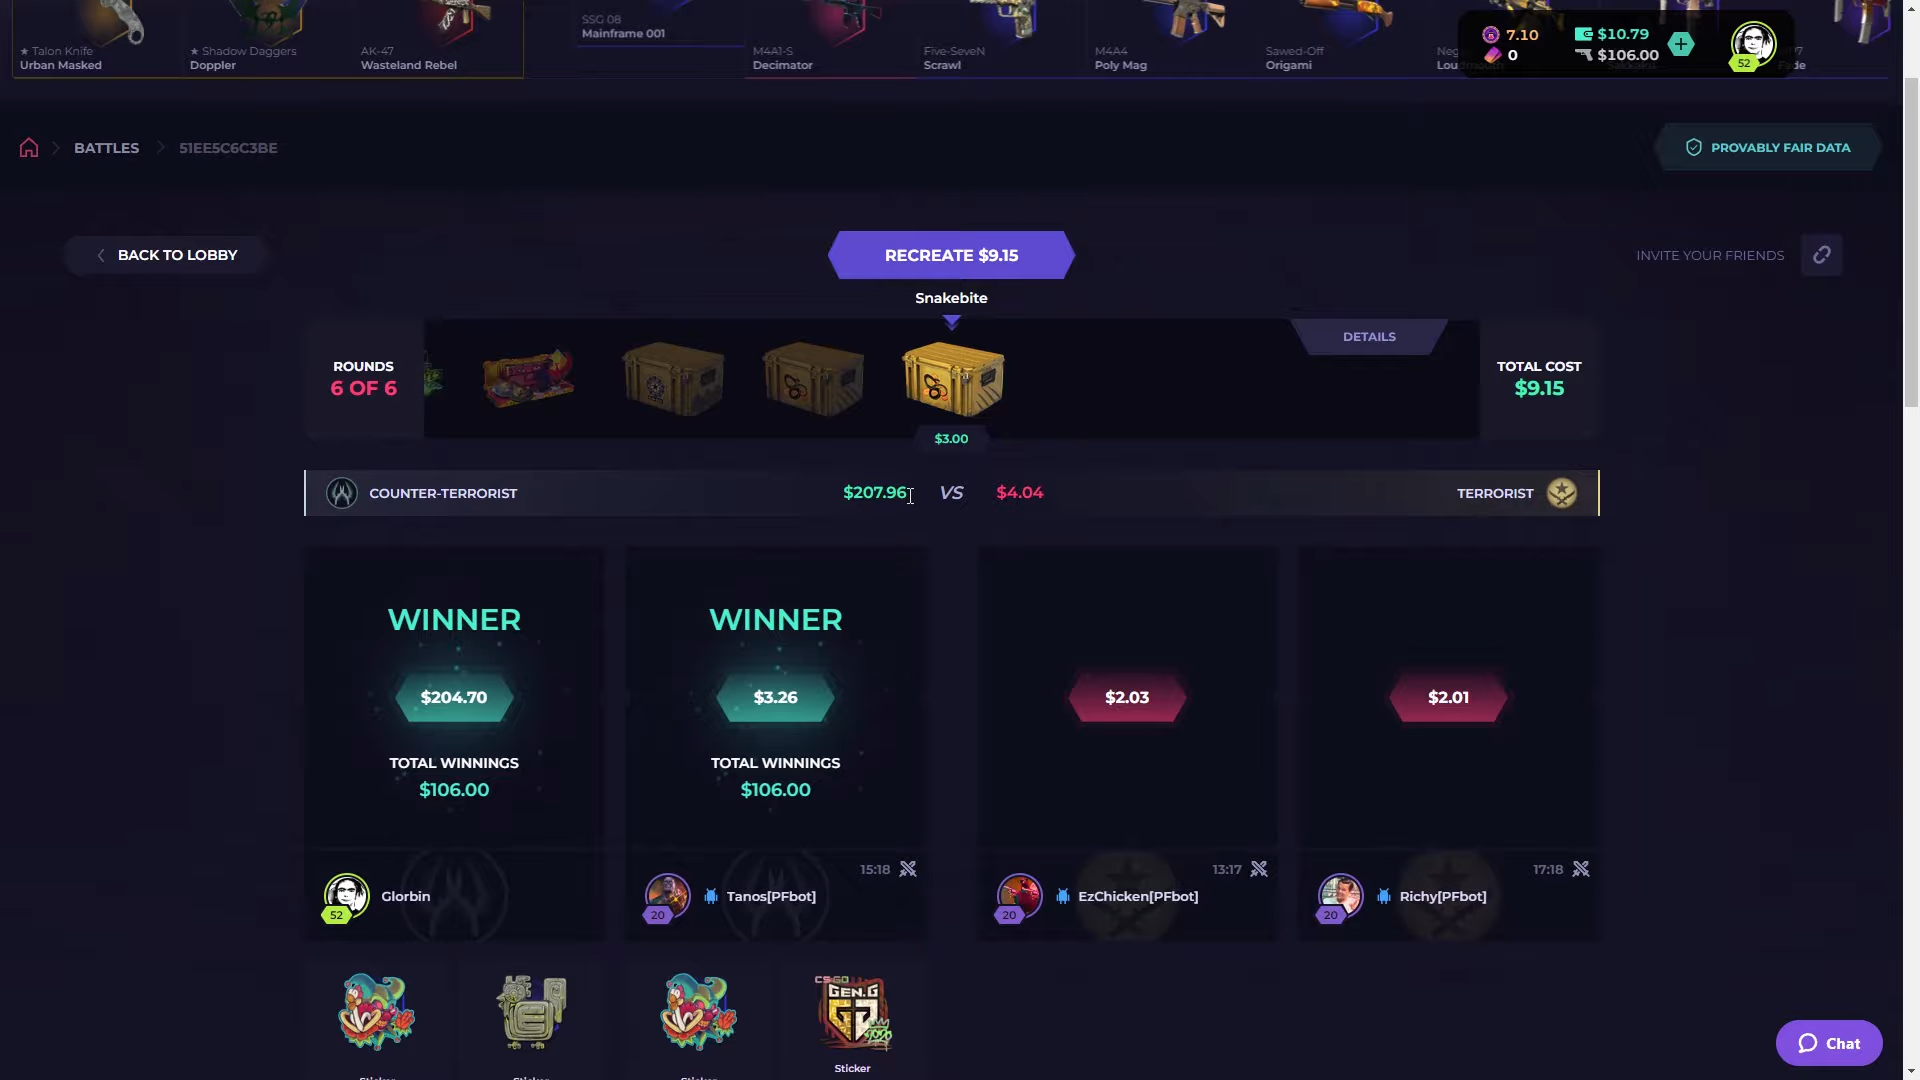 ★ Talon Knife
Urban Masked
★ Shadow Daggers
Doppler
AK-47
Wasteland Rebel
SSG 08
Mainframe 001
M4A1-S
Decimator
Five-SeveN
Scrawl
M4A4
Poly Mag
Sawed-Off
Origami
7.10
0
$10.79
$106.00
52
BATTLES
51EE5C6C3BE
PROVABLY FAIR DATA
BACK TO LOBBY
RECREATE $9.15
INVITE YOUR FRIENDS
Snakebite
ROUNDS
6 OF 6
DETAILS
TOTAL COST
$9.15
$3.00
COUNTER-TERRORIST
$207.96
VS
$4.04
TERRORIST
WINNER
$204.70
TOTAL WINNINGS
$106.00
WINNER
$3.26
TOTAL WINNINGS
$106.00
$2.03
$2.01
52
Glorbin
15:18
20
Tanos[PFbot]
13:17
20
EzChicken[PFbot]
17:18
20
Richy[PFbot]
CS:GO
GEN.G
2020
Sticker
Chat